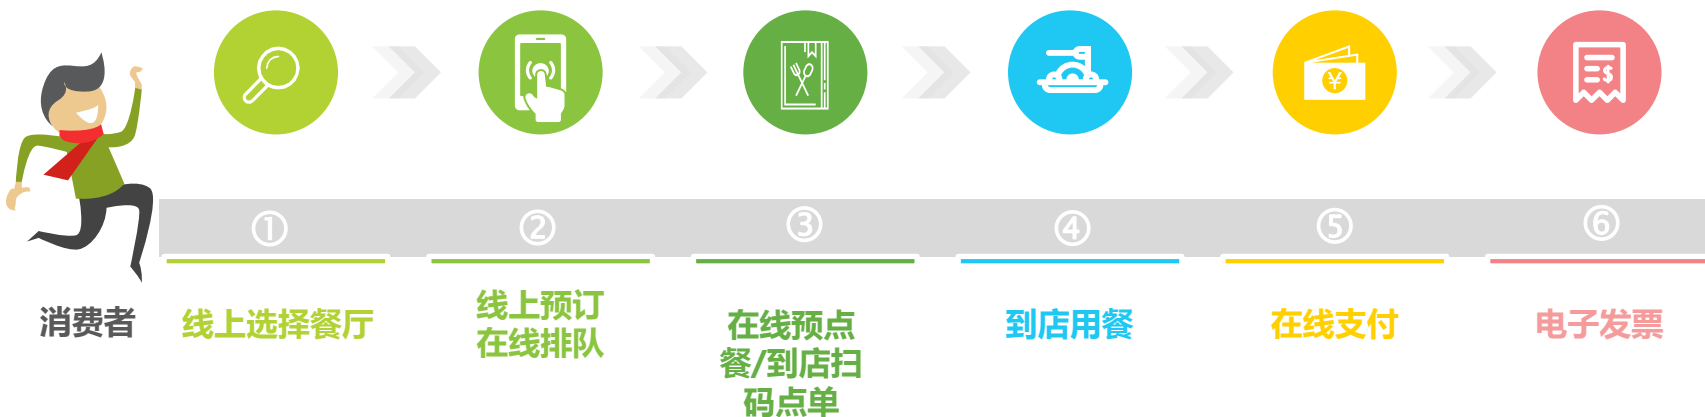 ① ② ③ ④ ⑤ ⑥
消费者
线上选择餐厅
线上预订
在线排队
在线预点
餐/到店扫
码点单
到店用餐
¥
在线支付
$
电子发票